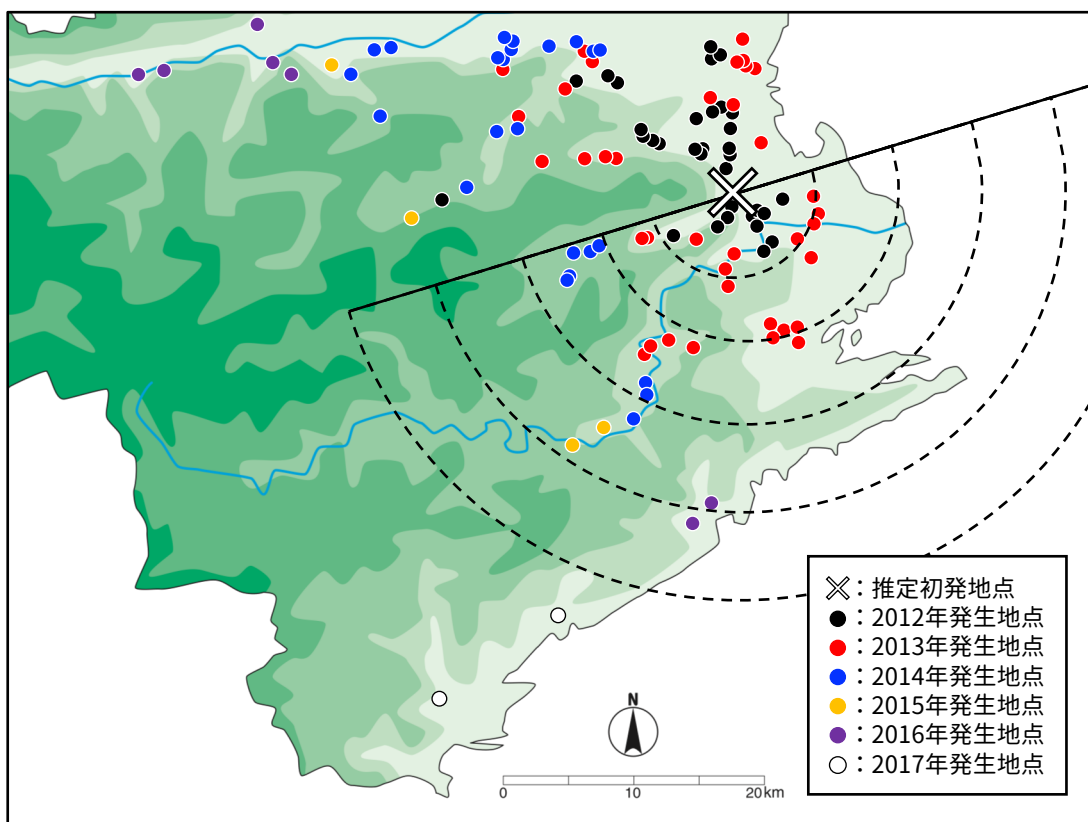 ╳：推定初発地点
●：2012年発生地点
●：2013年発生地点
●：2014年発生地点
●：2015年発生地点
●：2016年発生地点
○：2017年発生地点
N
0 10 20km